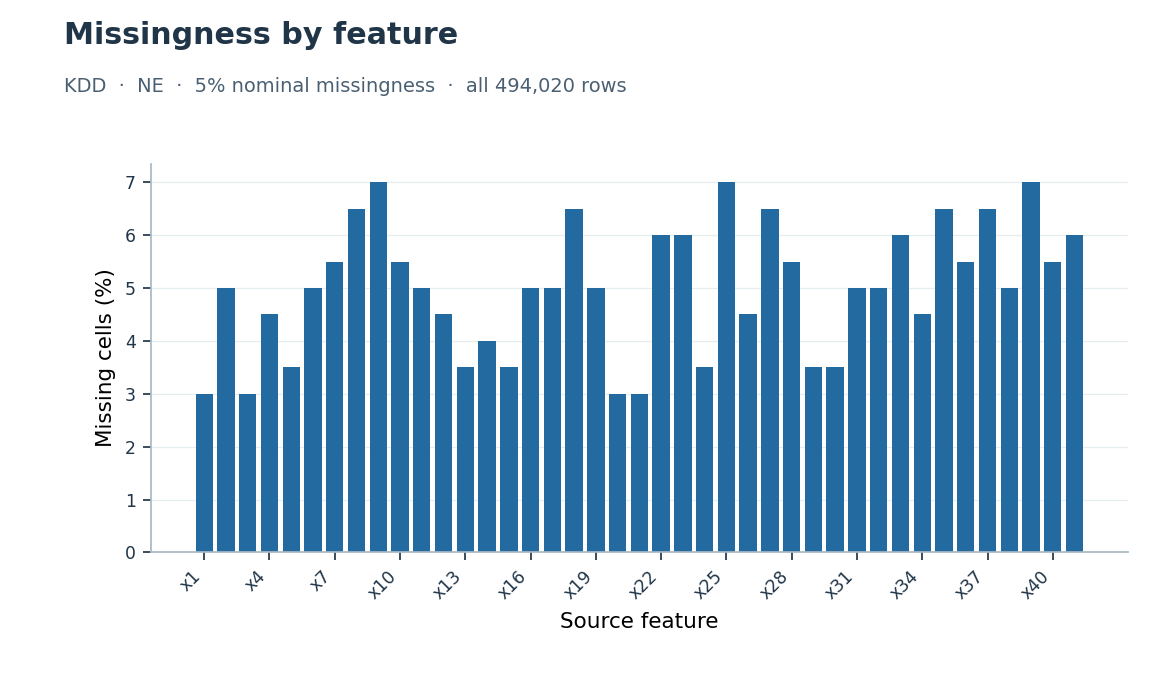 Missingness by feature
KDD · NE · 5% nominal missingness · all 494,020 rows
7
6
5
4
3
2
1
0
Missing cells (%)
x1 x4 x7 x10 x13 x16 x19 x22 x25 x28 x31 x34 x37 x40
Source feature